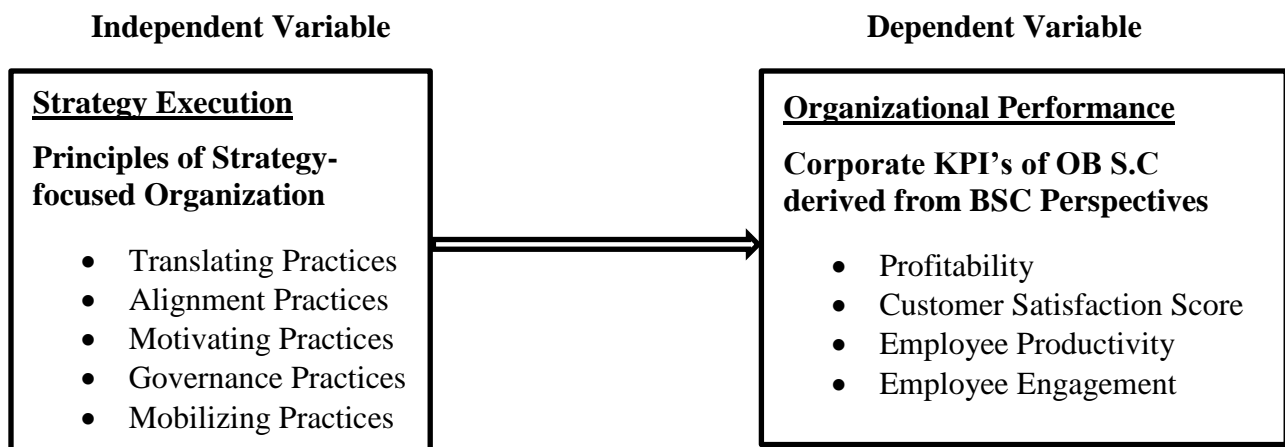 Independent Variable
Dependent Variable
Strategy Execution
Principles of Strategy-
focused Organization
• Translating Practices
• Alignment Practices
• Motivating Practices
• Governance Practices
• Mobilizing Practices
Organizational Performance
Corporate KPI's of OB S.C
derived from BSC Perspectives
• Profitability
• Customer Satisfaction Score
• Employee Productivity
• Employee Engagement